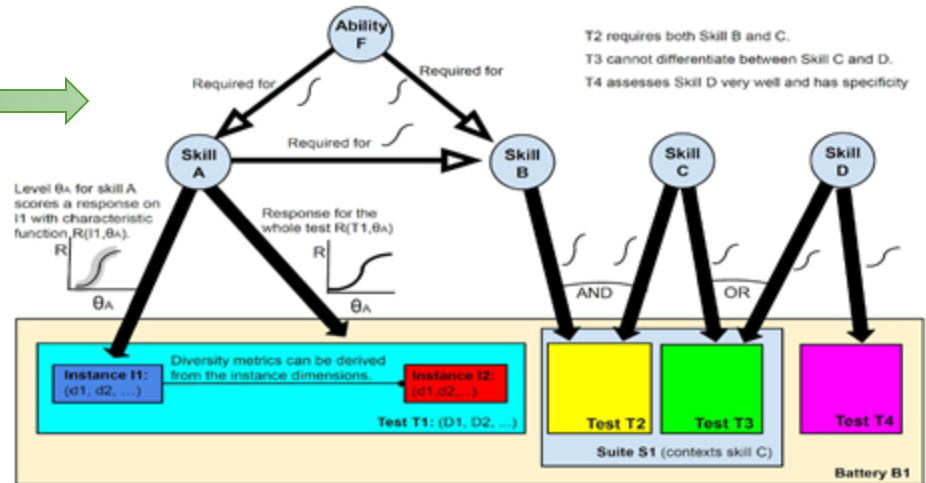 Ability
F
T2 requires both Skill B and C.
T3 cannot differentiate between Skill C and D.
T4 assesses Skill D very well and has specificity
Required for
Required for
Required for
Skill
A
Skill
B
Skill
C
Skill
D
Level θA for skill A
scores a response on
I1 with characteristic
function R(I1,θA).
R
θA
Response for the
whole test R(T1,θA)
R
θA
AND
OR
Instance I1:
(d1, d2, ...)
Diversity metrics can be derived
from the instance dimensions.
Instance I2:
(d1,d2,...)
Test T1: (D1, D2, ...)
Test T2
Test T3
Test T4
Suite S1 (contexts skill C)
Battery B1